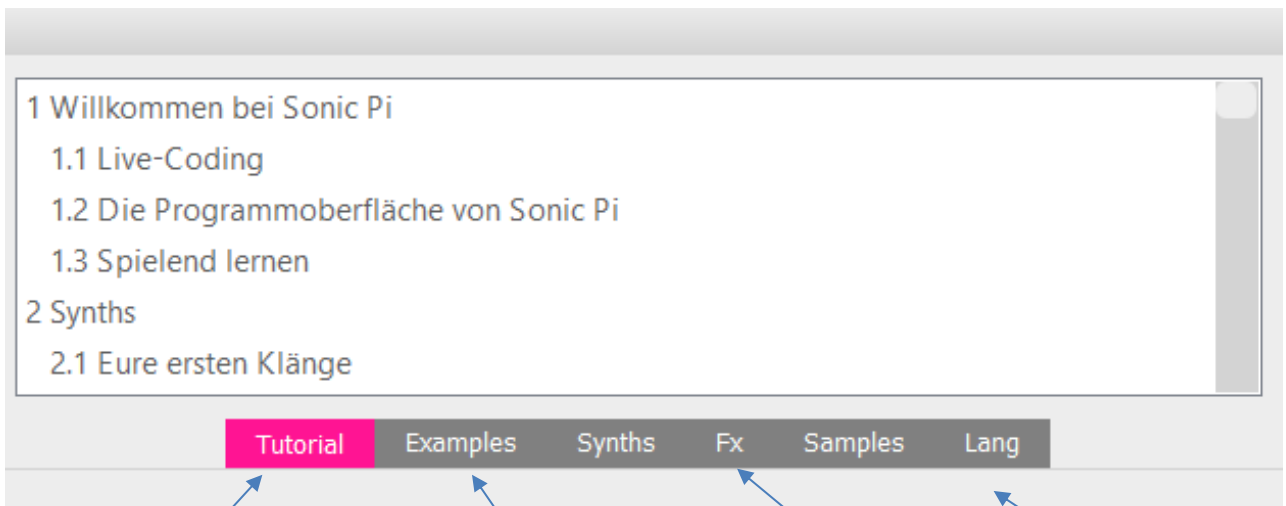 1 Willkommen bei Sonic Pi
1.1 Live-Coding
1.2 Die Programmoberfläche von Sonic Pi
1.3 Spielend lernen
2 Synths
2.1 Eure ersten Klänge
Tutorial Examples Synths Fx Samples Lang